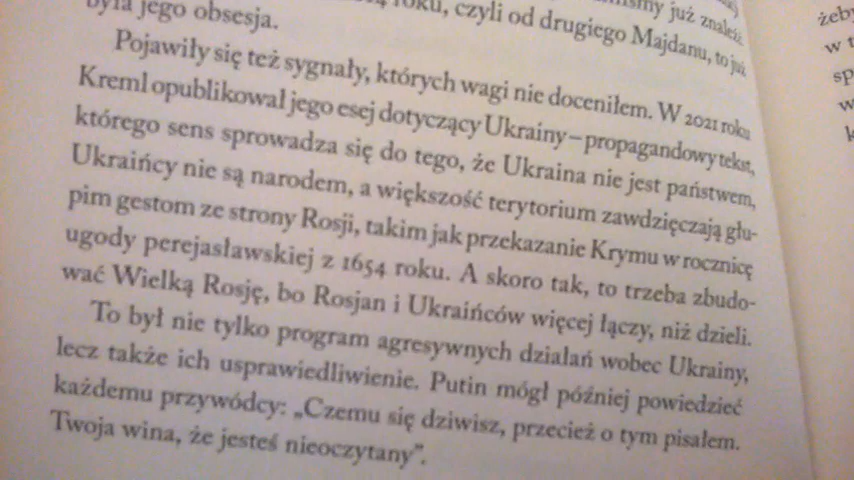 już znaleźć
roku, czyli od drugiego Majdanu, to już
była jego obsesja.
Pojawiły się też sygnały, których wagi nie doceniłem. W 2021 roku
Kreml opublikował jego esej dotyczący Ukrainy – propagandowy tekst,
którego sens sprowadza się do tego, że Ukraina nie jest państwem,
Ukraińcy nie są narodem, a większość terytorium zawdzięczają głu-
pim gestom ze strony Rosji, takim jak przekazanie Krymu w rocznicę
ugody perejasławskiej z 1654 roku. A skoro tak, to trzeba zbudo-
wać Wielką Rosję, bo Rosjan i Ukraińców więcej łączy, niż dzieli.
To był nie tylko program agresywnych działań wobec Ukrainy,
lecz także ich usprawiedliwienie. Putin mógł później powiedzieć
każdemu przywódcy: „Czemu się dziwisz, przecież o tym pisałem.
Twoja wina, że jesteś nieoczytany”.